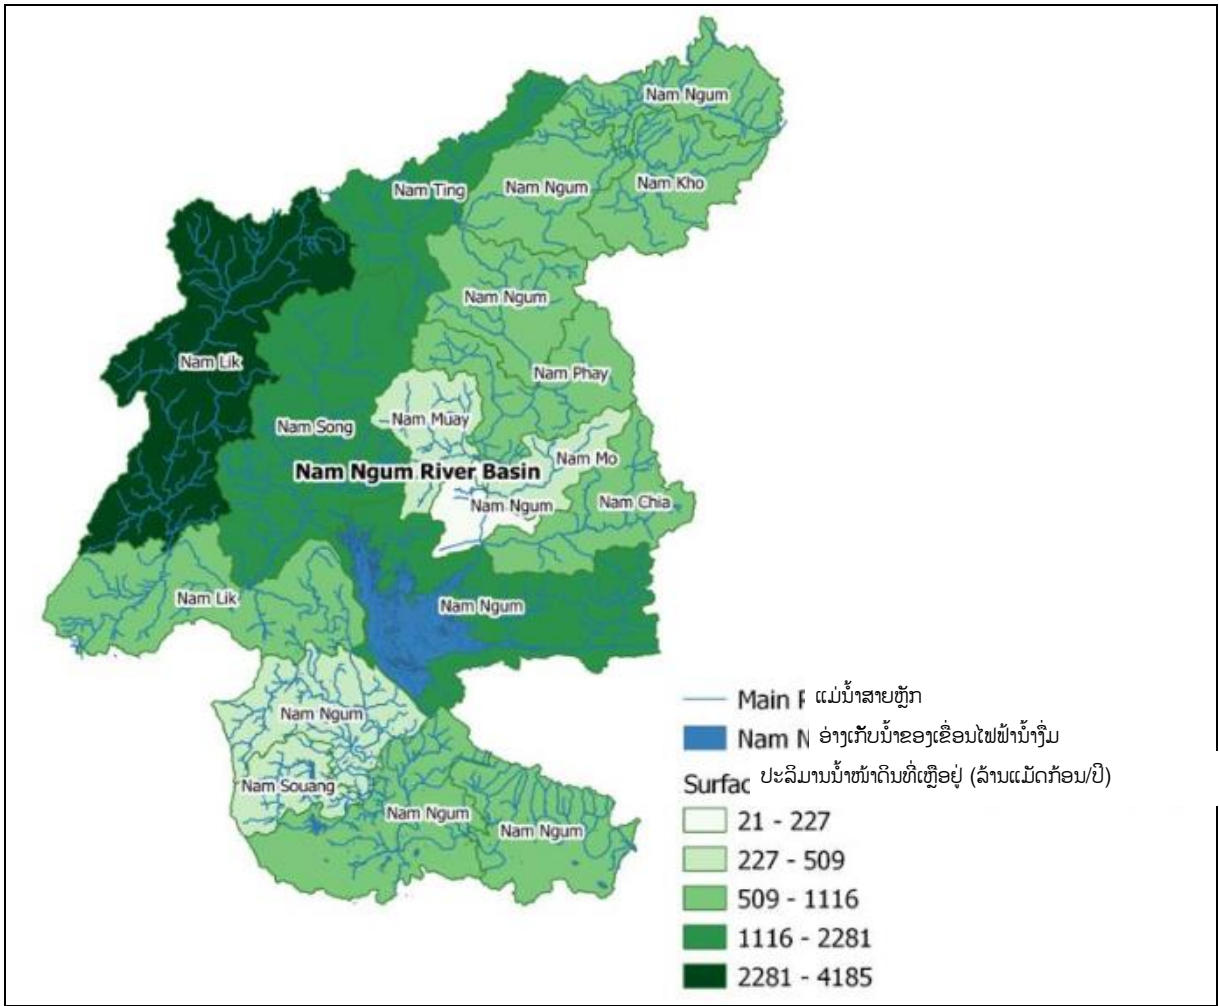 Nam Ngum
Nam Ting
Nam Ngum
Nam Kho
Nam Ngum
Nam Lik
Nam Phay
Nam Muay
Nam Song
Nam Mo
Nam Ngum River Basin
Nam Ngum
Nam Chia
Nam Lik
Nam Ngum
Nam Ngum
Nam Souang
Nam Ngum
Nam Ngum
Main ແມ່ນ້ຳສາຍຫຼັກ
Nam ອ່າງເກັບນ້ຳຂອງເຂື່ອນໄຟຟ້ານ້ຳງື່ມ
ປະລິມານນ້ຳໜ້າດິນທີ່ເຫຼືອຢູ່ (ລ້ານແມັດກ້ອນ/ປີ)
21 - 227
227 - 509
509 - 1116
1116 - 2281
2281 - 4185